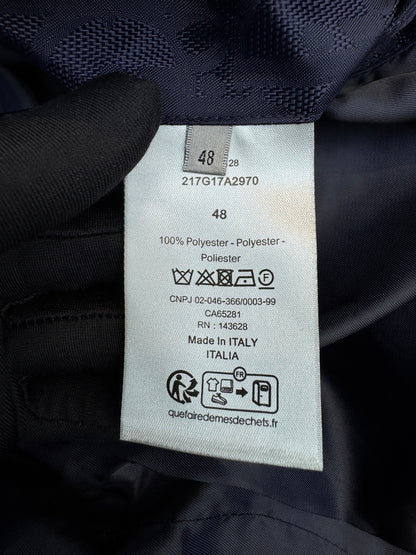 48
28
217G17A2970
48
100% Polyester - Polyester -
Poliester
F
CNPJ 02-046-366/0003-99
CA65281
RN : 143628
Made In ITALY
ITALIA
FR
quefairedemesdechets.fr